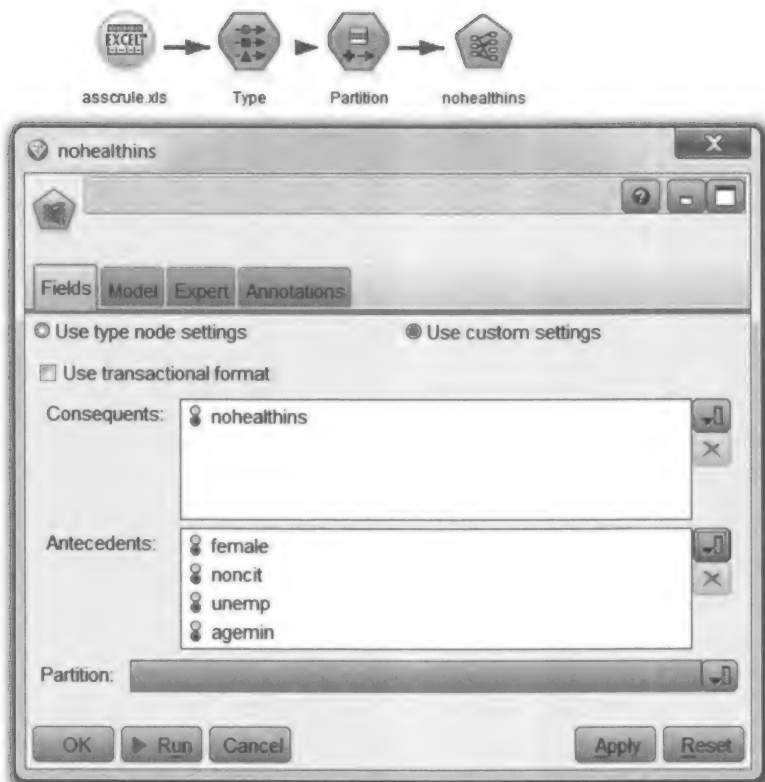 EXCEL
asscrule.xls
Type
Partition
nohealthins
nohealthins
Fields Model Expert Annotations
Use type node settings
Use custom settings
Use transactional format
Consequents:
nohealthins
Antecedents:
female
noncit
unemp
agemin
Partition:
OK Run Cancel Apply Reset